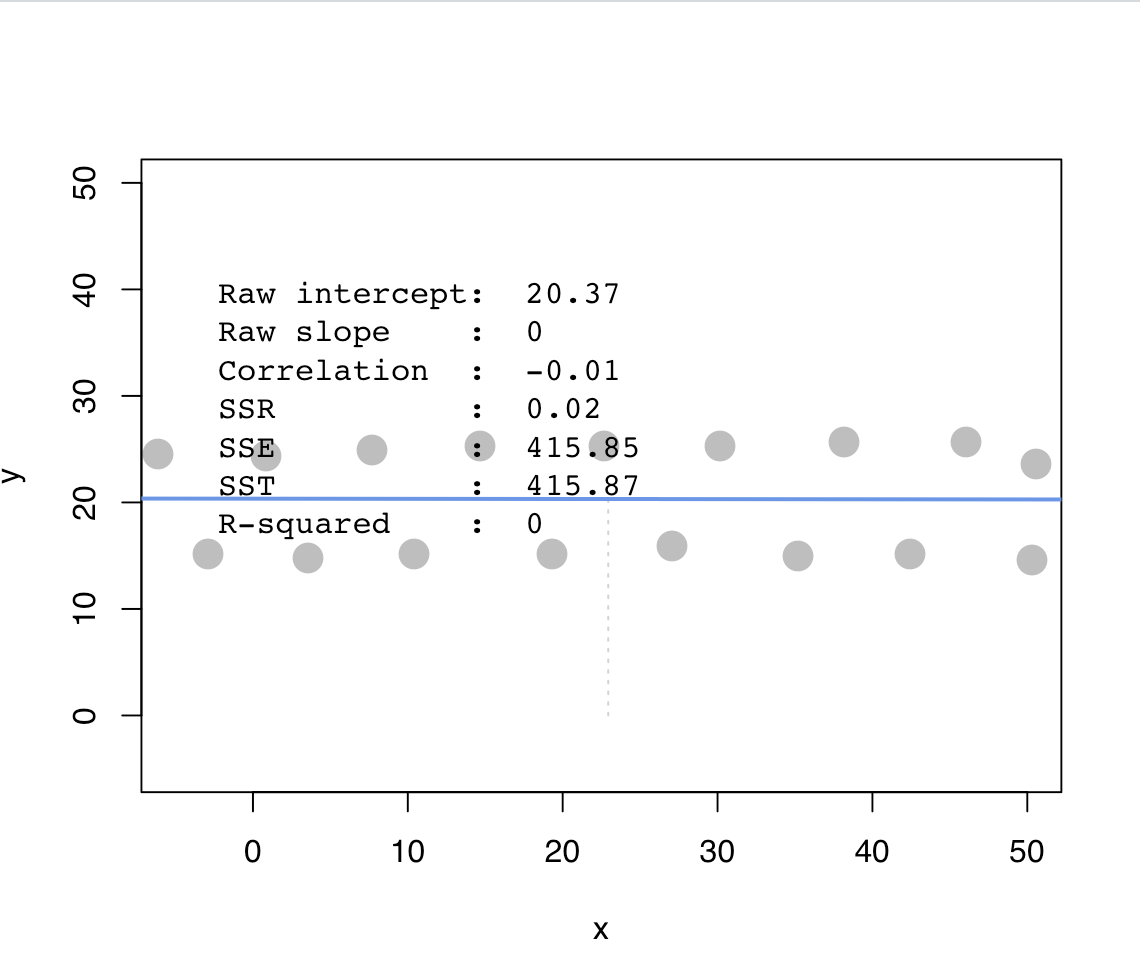 50
40
30
20
10
0
y
Raw intercept: 20.37
Raw slope : 0
Correlation : -0.01
SSR : 0.02
SSE : 415.85
SST : 415.87
R-squared : 0
0 10 20 30 40 50
x